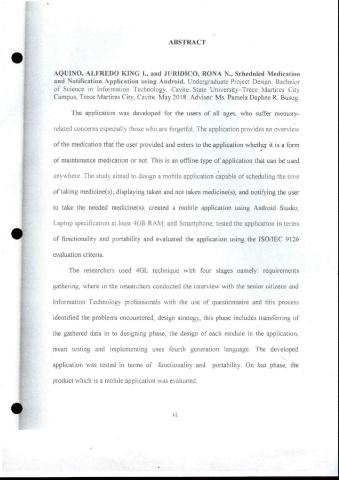 ABSTRACT
AQUINO, ALFREDO KING I., and JURIDICO, RONA N., Scheduled Medication
and Notification Application using Android. Undergraduate Project Design. Bachelor
of Science in Information Technology. Cavite State University-Trece Martires City
Campus, Trece Martires City, Cavite. May 2018. Adviser: Ms. Pamela Daphne R. Busog.
The application was developed for the users of all ages, who suffer memory-
related concerns especially those who are forgetful. The application provides an overview
of the medication that the user provided and enters to the application whether it is a form
of maintenance medication or not. This is an offline type of application that can be used
anywhere. The study aimed to design a mobile application capable of scheduling the time
of taking medicine(s); displaying taken and not taken medicine(s); and notifying the user
to take the needed medicine(s); created a mobile application using Android Studio;
Laptop specification at least 4GB RAM; and Smartphone, tested the application in terms
of functionality and portability and evaluated the application using the ISO/IEC 9126
evaluation criteria.
The researchers used 4GL technique with four stages namely: requirements
gathering, where in the researchers conducted the interview with the senior citizens and
Information Technology professionals with the use of questionnaire and this process
identified the problems encountered, design strategy, this phase includes transferring of
the gathered data in to designing phase, the design of each module in the application,
mean testing and implementing uses fourth generation language. The developed
application was tested in terms of functionality and portability. On last phase, the
product which is a mobile application was evaluated.
vi